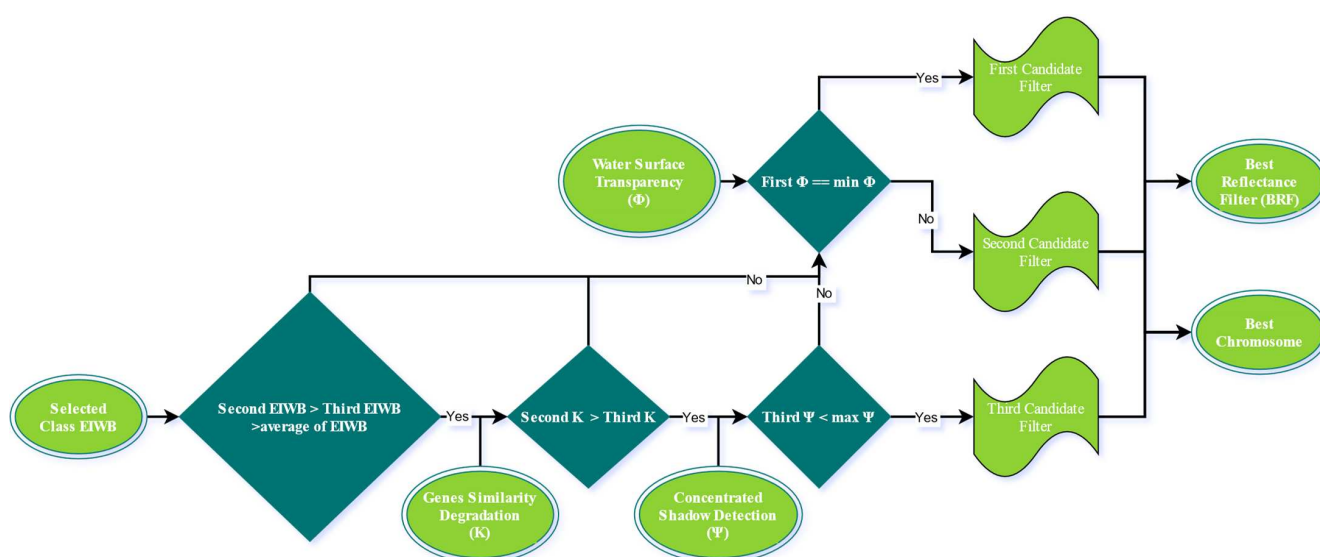 First Candidate
Filter
Yes
Water Surface
Transparency
(Φ)
First Φ == min Φ
Best
Reflectance
Filter (BRF)
No
Second Candidate
Filter
No
No
Best
Chromosome
Selected
Class EIWB
Second EIWB > Third EIWB
>average of EIWB
Yes
Second K > Third K
Yes
Third Ψ < max Ψ
Yes
Third Candidate
Filter
Genes Similarity
Degradation
(K)
Concentrated
Shadow Detection
(Ψ)